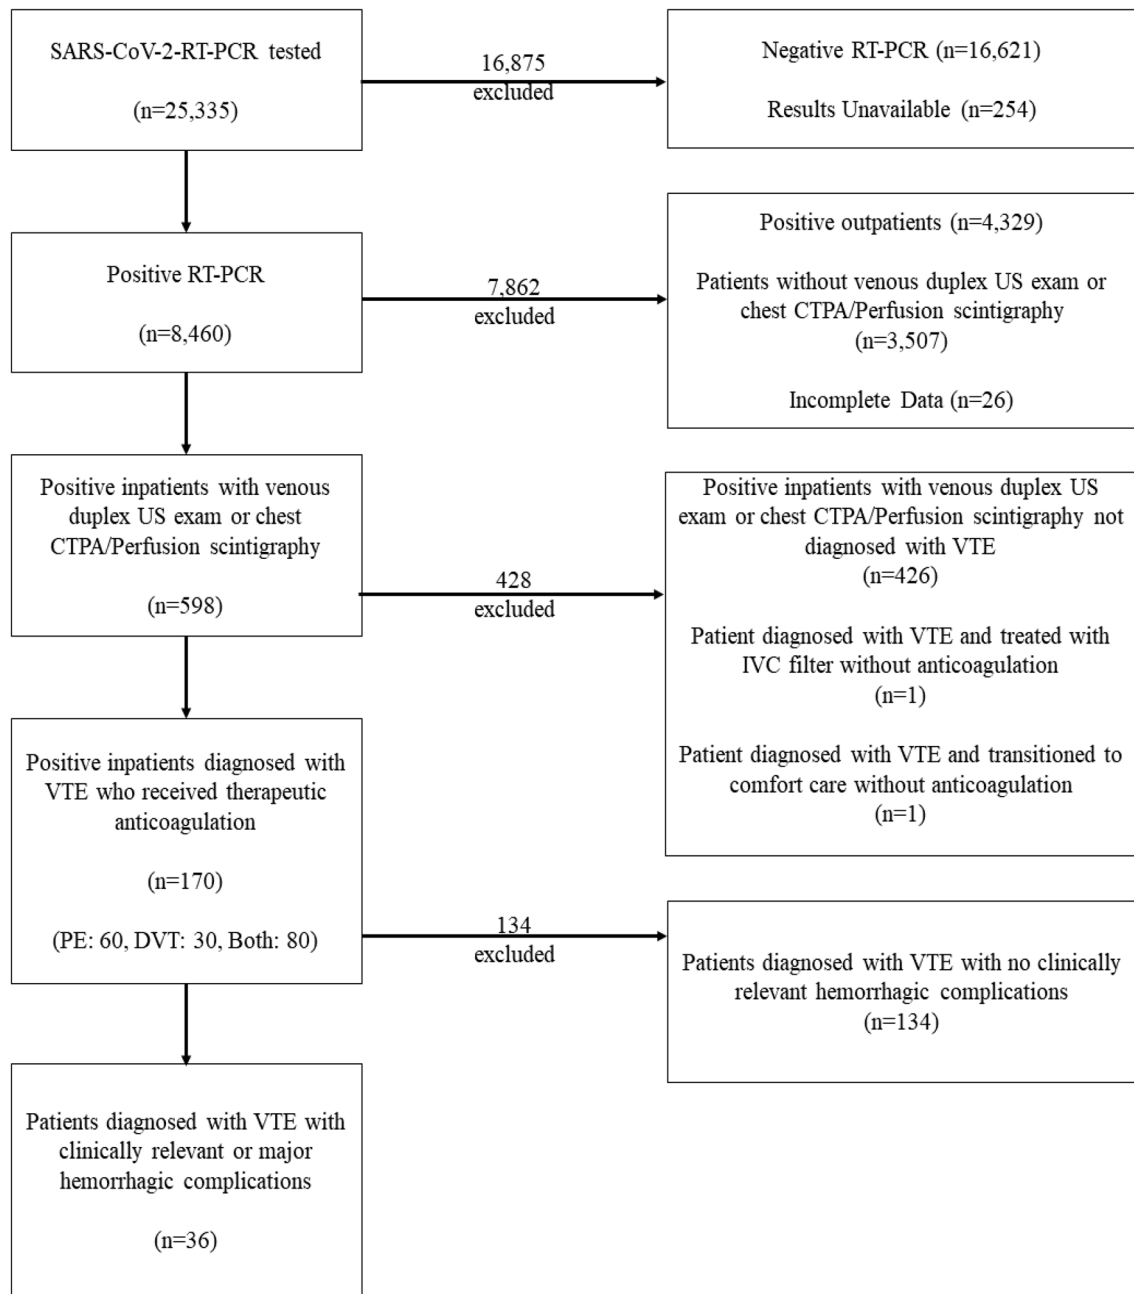 SARS-CoV-2-RT-PCR tested
(n=25,335)
16,875
excluded
Negative RT-PCR (n=16,621)
Results Unavailable (n=254)
Positive RT-PCR
(n=8,460)
7,862
excluded
Positive outpatients (n=4,329)
Patients without venous duplex US exam or
chest CTPA/Perfusion scintigraphy
(n=3,507)
Incomplete Data (n=26)
Positive inpatients with venous
duplex US exam or chest
CTPA/Perfusion scintigraphy
(n=598)
428
excluded
Positive inpatients with venous duplex US
exam or chest CTPA/Perfusion scintigraphy not
diagnosed with VTE
(n=426)
Patient diagnosed with VTE and treated with
IVC filter without anticoagulation
(n=1)
Patient diagnosed with VTE and transitioned to
comfort care without anticoagulation
(n=1)
Positive inpatients diagnosed with
VTE who received therapeutic
anticoagulation
(n=170)
(PE: 60, DVT: 30, Both: 80)
134
excluded
Patients diagnosed with VTE with no clinically
relevant hemorrhagic complications
(n=134)
Patients diagnosed with VTE with
clinically relevant or major
hemorrhagic complications
(n=36)